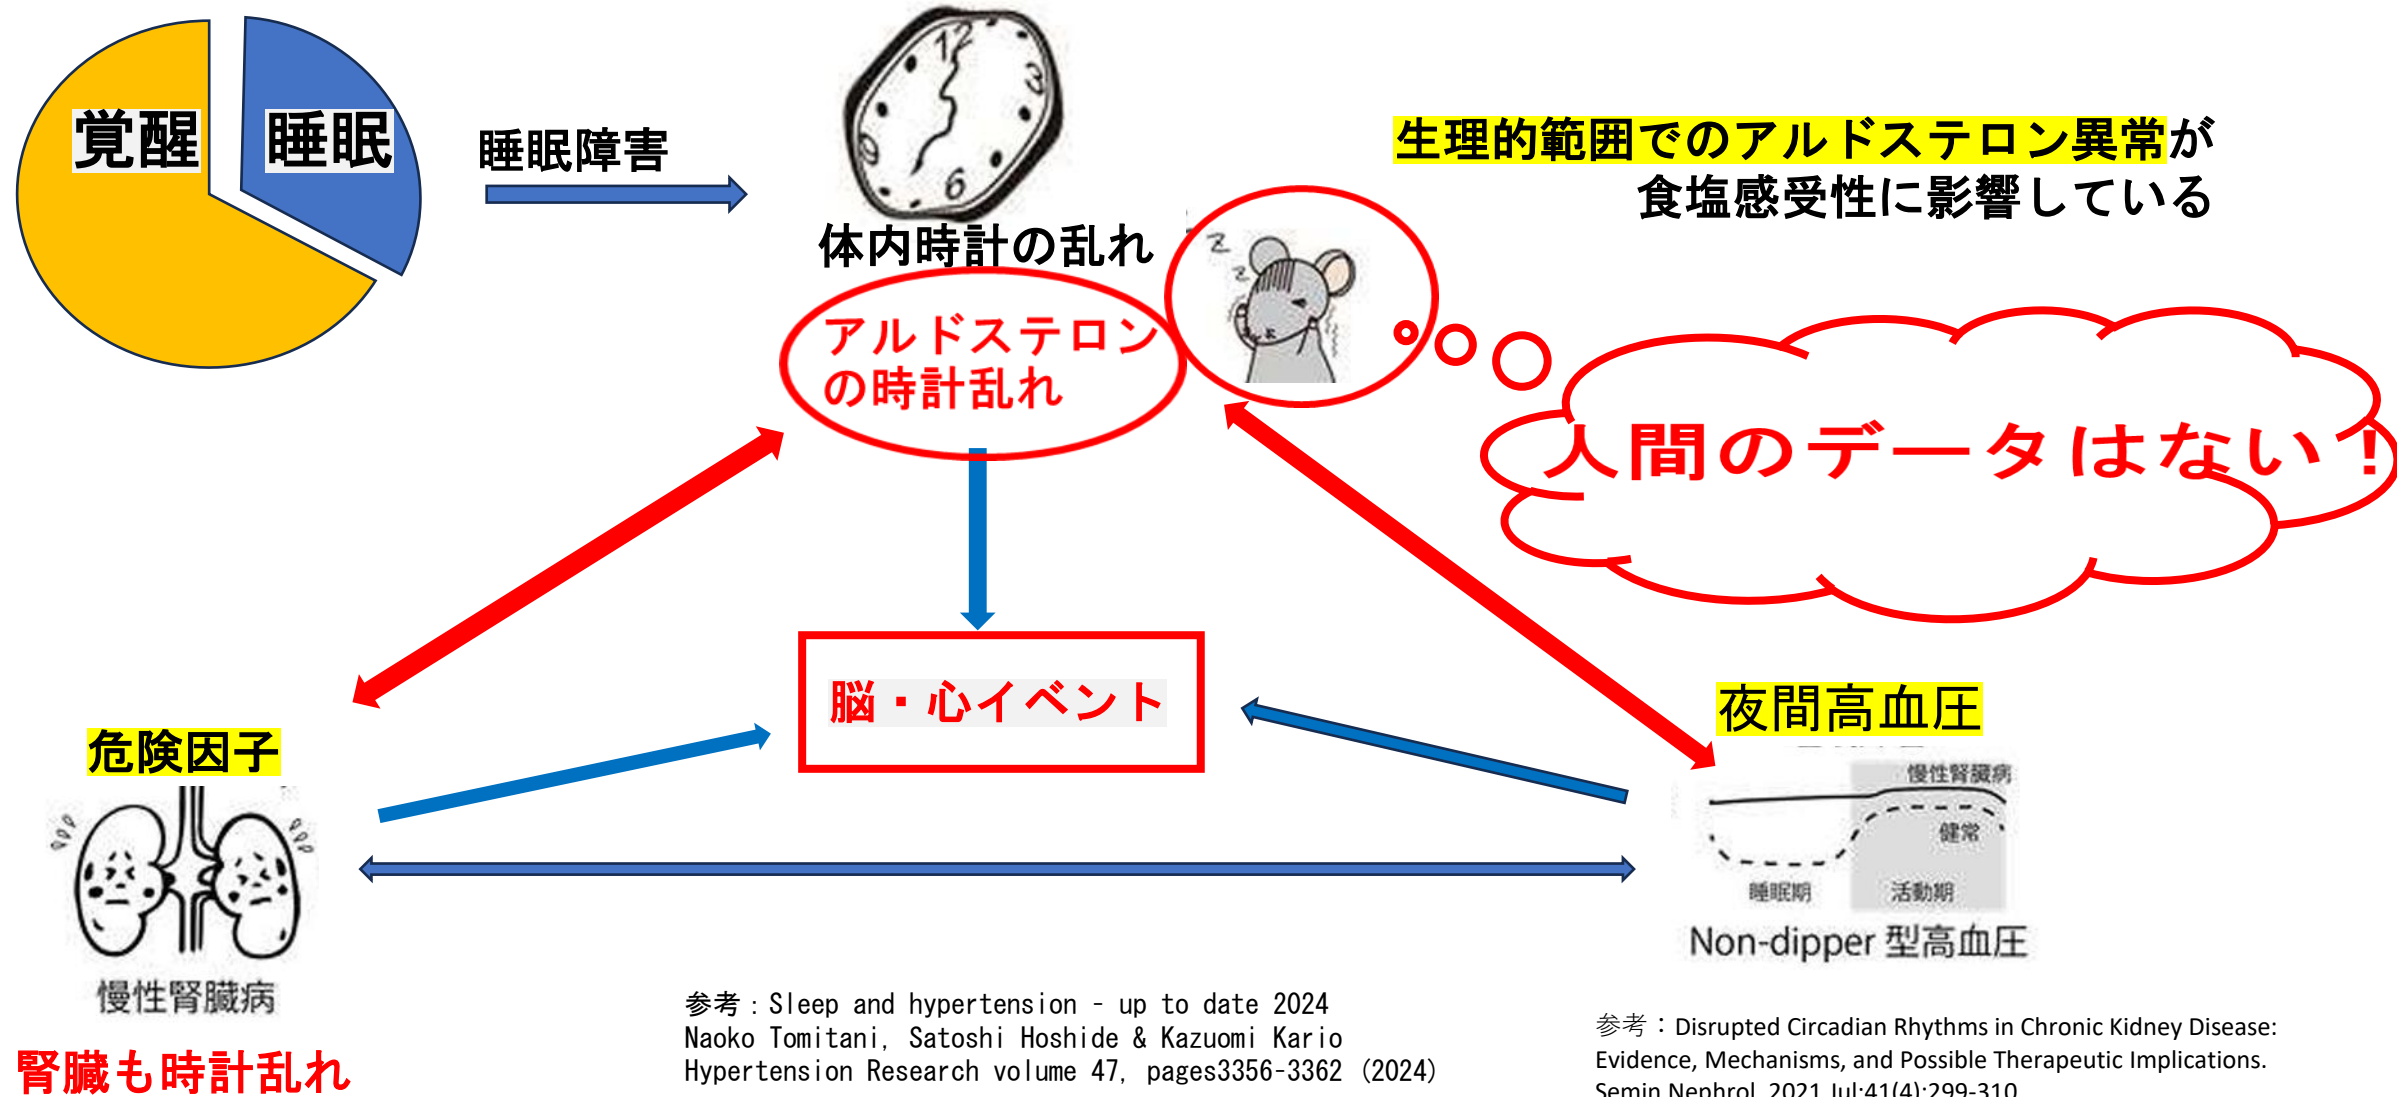 覚醒
睡眠
睡眠障害
12
3
6
9
体内時計の乱れ
生理的範囲でのアルドステロン異常が
食塩感受性に影響している
z
z
アルドステロン
の時計乱れ
人間のデータはない!
脳・心イベント
危険因子
慢性腎臓病
腎臓も時計乱れ
夜間高血圧
慢性腎臓病
健常
睡眠期
活動期
Non-dipper 型高血圧
参考：Sleep and hypertension - up to date 2024
Naoko Tomitani, Satoshi Hoshide & Kazuomi Kario
Hypertension Research volume 47, pages3356-3362 (2024)
参考：Disrupted Circadian Rhythms in Chronic Kidney Disease:
Evidence, Mechanisms, and Possible Therapeutic Implications.
Semin Nephrol. 2021 Jul;41(4):299-310